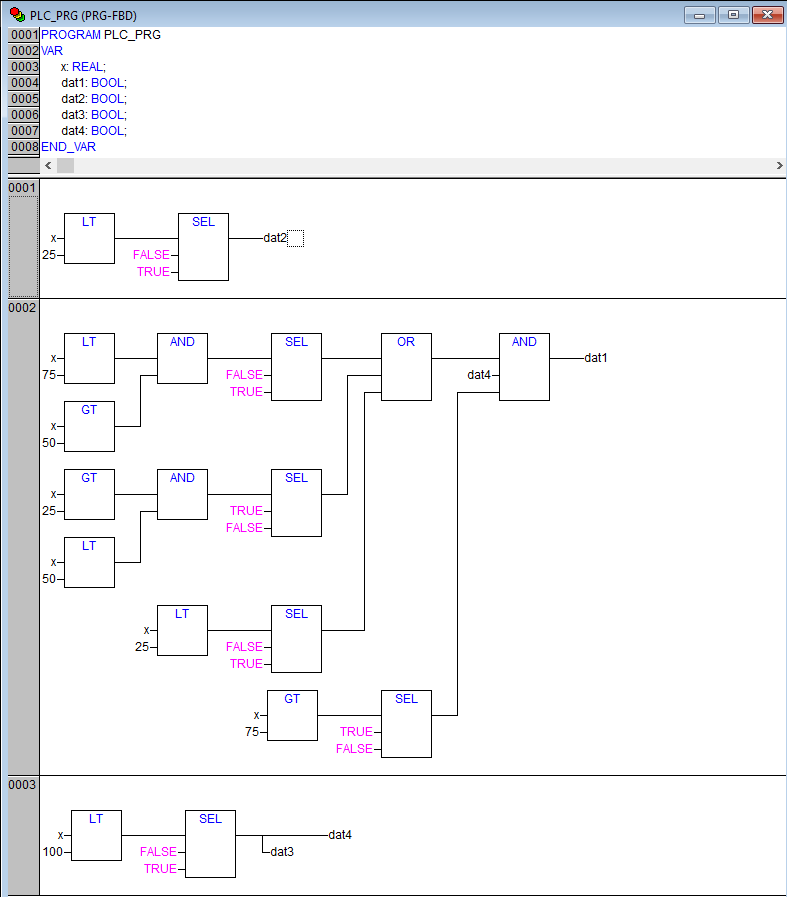 PLC_PRG (PRG-FBD)
0001 PROGRAM PLC_PRG
0002 VAR
0003 x: REAL;
0004 dat1: BOOL;
0005 dat2: BOOL;
0006 dat3: BOOL;
0007 dat4: BOOL;
0008 END_VAR
0001
LT SEL
x dat2
25 FALSE
TRUE
0002
LT AND SEL OR AND
x dat1
75 FALSE dat4
TRUE
GT
x
50
GT AND SEL
x
25 TRUE
FALSE
LT
x
50
LT SEL
x
25 FALSE
TRUE
GT SEL
x
75 TRUE
FALSE
0003
LT SEL
x dat4
100 FALSE dat3
TRUE